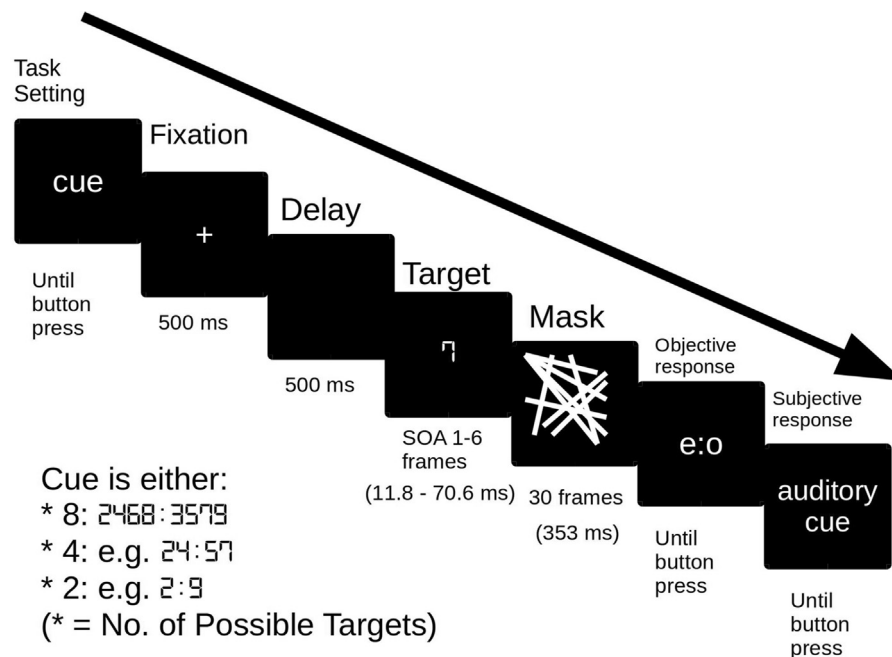 Task
Setting
cue
Until
button
press
Fixation
+
500 ms
Delay
500 ms
Target
7
SOA 1-6
frames
(11.8 - 70.6 ms)
Mask
30 frames
(353 ms)
Objective
response
e:o
Until
button
press
Subjective
response
auditory
cue
Until
button
press
Cue is either:
* 8: 2468:3579
* 4: e.g. 24:57
* 2: e.g. 2:9
(* = No. of Possible Targets)